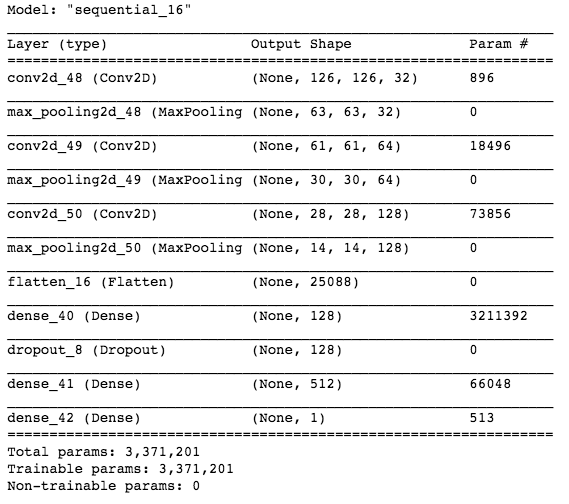 Model: "sequential_16"
Layer (type) Output Shape Param #
conv2d_48 (Conv2D) (None, 126, 126, 32) 896
max_pooling2d_48 (MaxPooling (None, 63, 63, 32) 0
conv2d_49 (Conv2D) (None, 61, 61, 64) 18496
max_pooling2d_49 (MaxPooling (None, 30, 30, 64) 0
conv2d_50 (Conv2D) (None, 28, 28, 128) 73856
max_pooling2d_50 (MaxPooling (None, 14, 14, 128) 0
flatten_16 (Flatten) (None, 25088) 0
dense_40 (Dense) (None, 128) 3211392
dropout_8 (Dropout) (None, 128) 0
dense_41 (Dense) (None, 512) 66048
dense_42 (Dense) (None, 1) 513
Total params: 3,371,201
Trainable params: 3,371,201
Non-trainable params: 0